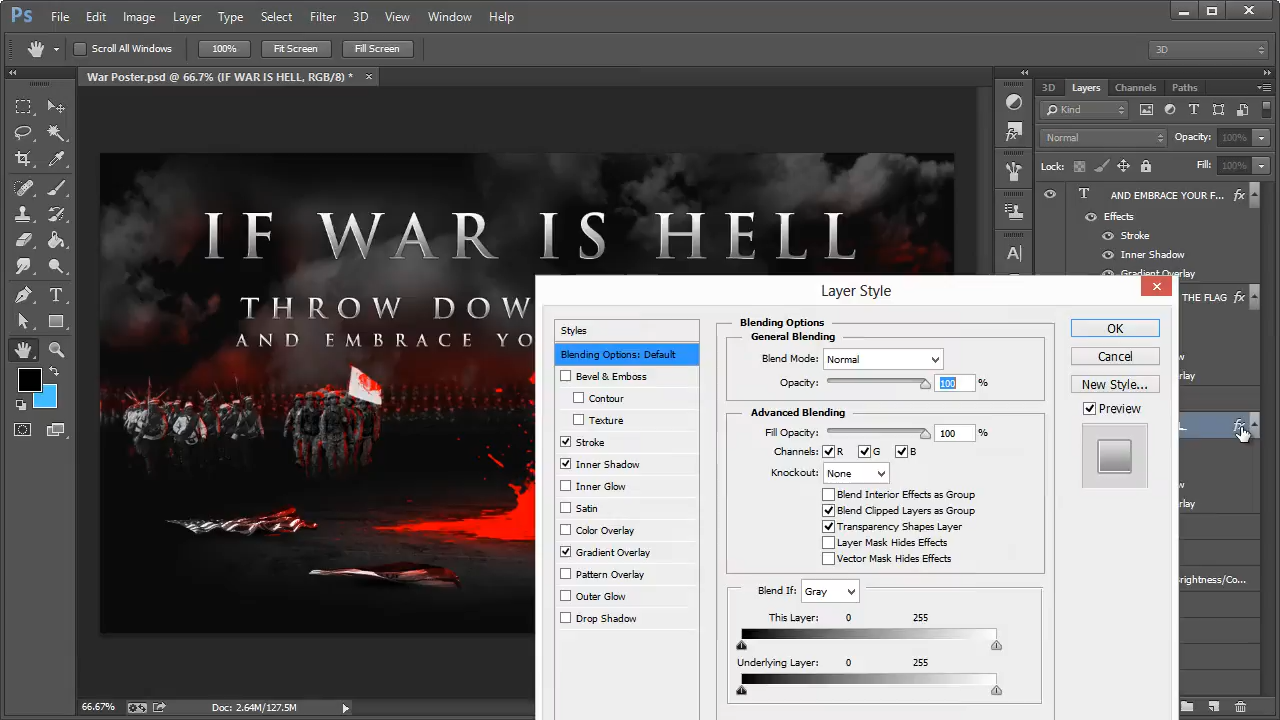 Ps File Edit Image Layer Type Select Filter 3D View Window Help
Scroll All Windows 100% Fit Screen Fill Screen 3D
War Poster.psd @ 66.7% (IF WAR IS HELL, RGB/8) *
3D Layers Channels Paths
Kind
Normal Opacity: 100%
Lock: Fill: 100%
T AND EMBRACE YOUR F... fx
Effects
Stroke
Inner Shadow
Gradient Overlay
THE FLAG fx
fx
Brightness/Co...
IF WAR IS HELL
THROW DOW
AND EMBRACE YO
Layer Style
Styles
Blending Options: Default
Bevel & Emboss
Contour
Texture
Stroke
Inner Shadow
Inner Glow
Satin
Color Overlay
Gradient Overlay
Pattern Overlay
Outer Glow
Drop Shadow
Blending Options
General Blending
Blend Mode: Normal
Opacity: 100 %
Advanced Blending
Fill Opacity: 100 %
Channels: R G B
Knockout: None
Blend Interior Effects as Group
Blend Clipped Layers as Group
Transparency Shapes Layer
Layer Mask Hides Effects
Vector Mask Hides Effects
Blend If: Gray
This Layer: 0 255
Underlying Layer: 0 255
OK
Cancel
New Style...
Preview
66.67% Doc: 2.64M/127.5M